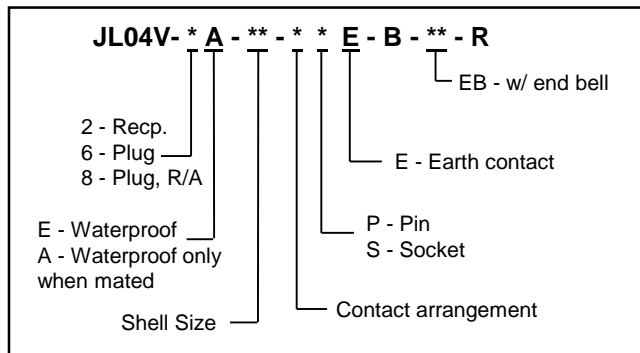 JL04V- * A - ** - * * E - B - ** - R
EB - w/ end bell
2 - Recp.
6 - Plug
8 - Plug, R/A
E - Earth contact
E - Waterproof
A - Waterproof only
when mated
P - Pin
S - Socket
Shell Size
Contact arrangement